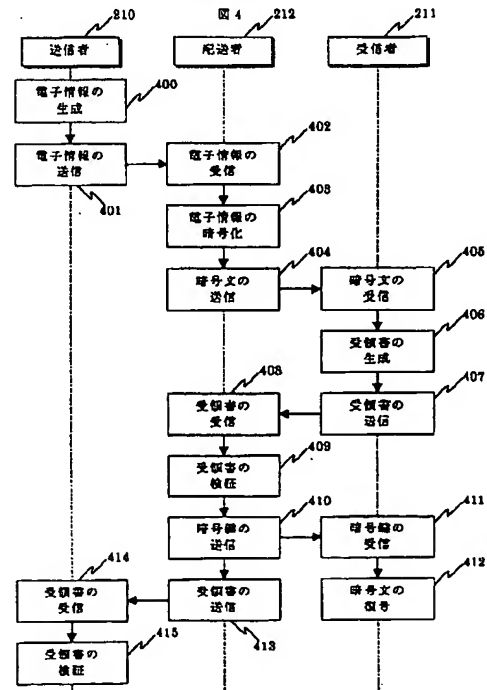 図4
210
212
211
送信者
配送者
受信者
400
電子情報の
生成
402
電子情報の
送信
401
電子情報の
受信
403
電子情報の
暗号化
404
405
暗号文の
送信
暗号文の
受信
406
受領書の
生成
408
407
受領書の
受信
受領書の
送信
409
受領書の
検証
410
411
暗号鍵の
送信
暗号鍵の
受信
414
412
受領書の
受信
受領書の
送信
413
暗号文の
復号
415
受領書の
検証